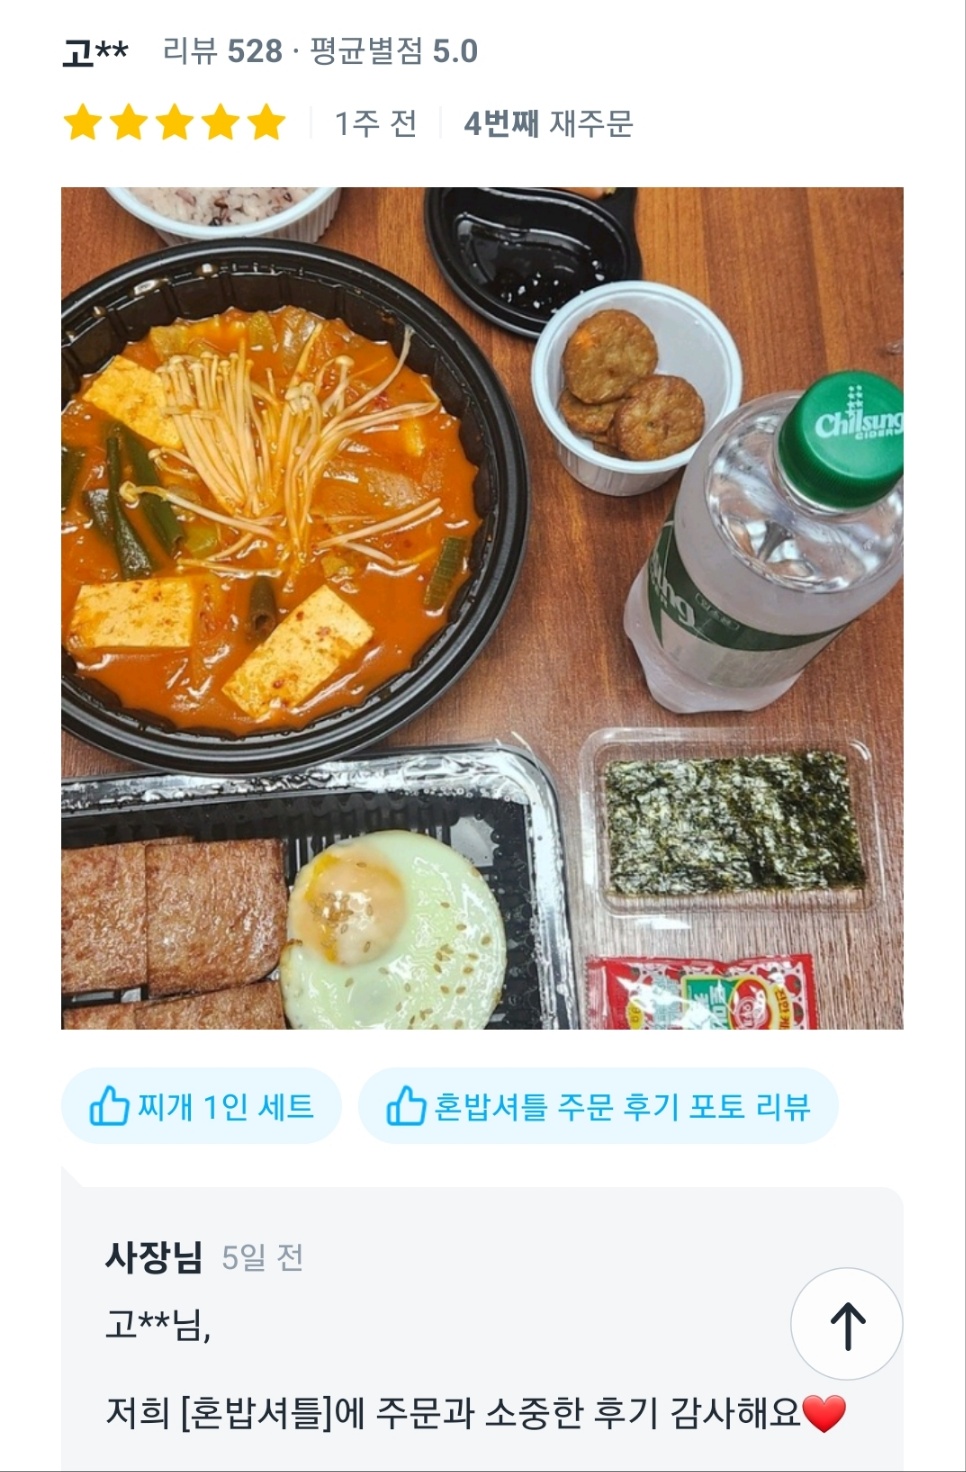 고** 리뷰 528 · 평균별점 5.0
1주 전 4번째 재주문
Chilsung
CIDER
찌개 1인 세트
혼밥셔틀 주문 후기 포토 리뷰
사장님 5일 전
고**님,
저희 [혼밥셔틀]에 주문과 소중한 후기 감사해요❤️